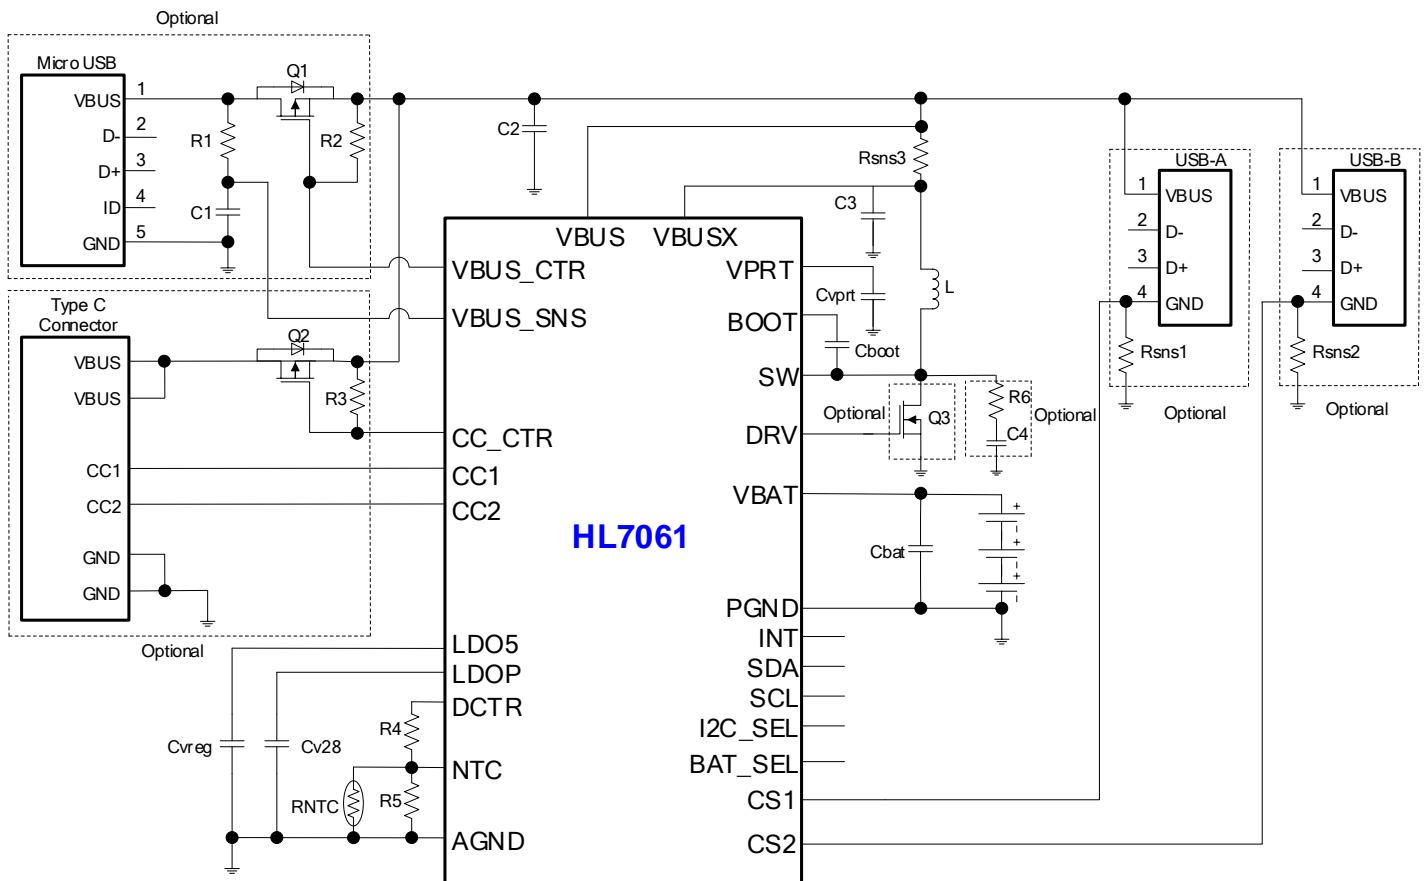 Optional
Micro USB
VBUS
1
D-
2
D+
3
ID
4
GND
5
R1
C1
Q1
R2
C2
Rsns3
C3
L
USB-A
1
VBUS
2
D-
3
D+
4
GND
Rsns1
Optional
USB-B
1
VBUS
2
D-
3
D+
4
GND
Rsns2
Optional
Type C
Connector
VBUS
VBUS
CC1
CC2
GND
GND
Q2
R3
Optional
VBUS
VBUSX
VBUS_CTR
VBUS_SNS
CC_CTR
CC1
CC2
HL7061
LDO5
LDOP
DCTR
NTC
AGND
VPRT
BOOT
SW
DRV
VBAT
PGND
INT
SDA
SCL
I2C_SEL
BAT_SEL
CS1
CS2
Cvprt
Cboot
Optional
Q3
R6
C4
Optional
Cbat
+
-
+
-
+
-
Cvreg
Cv28
R4
RNTC
R5